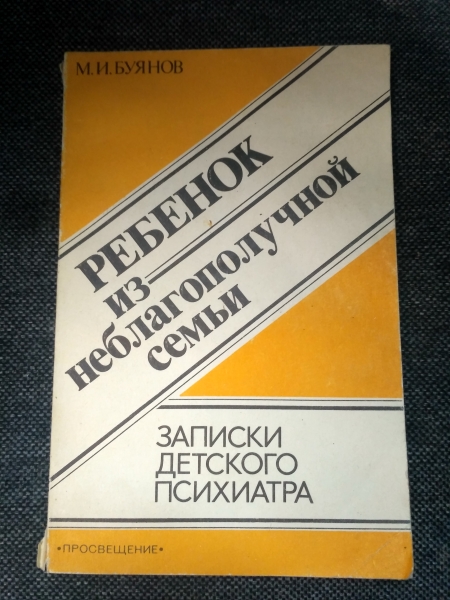 М.И.БУЯНОВ
РЕБЕНОК
ИЗ
неблагополучной
семьи
ЗАПИСКИ
ДЕТСКОГО
ПСИХИАТРА
•ПРОСВЕЩЕНИЕ•